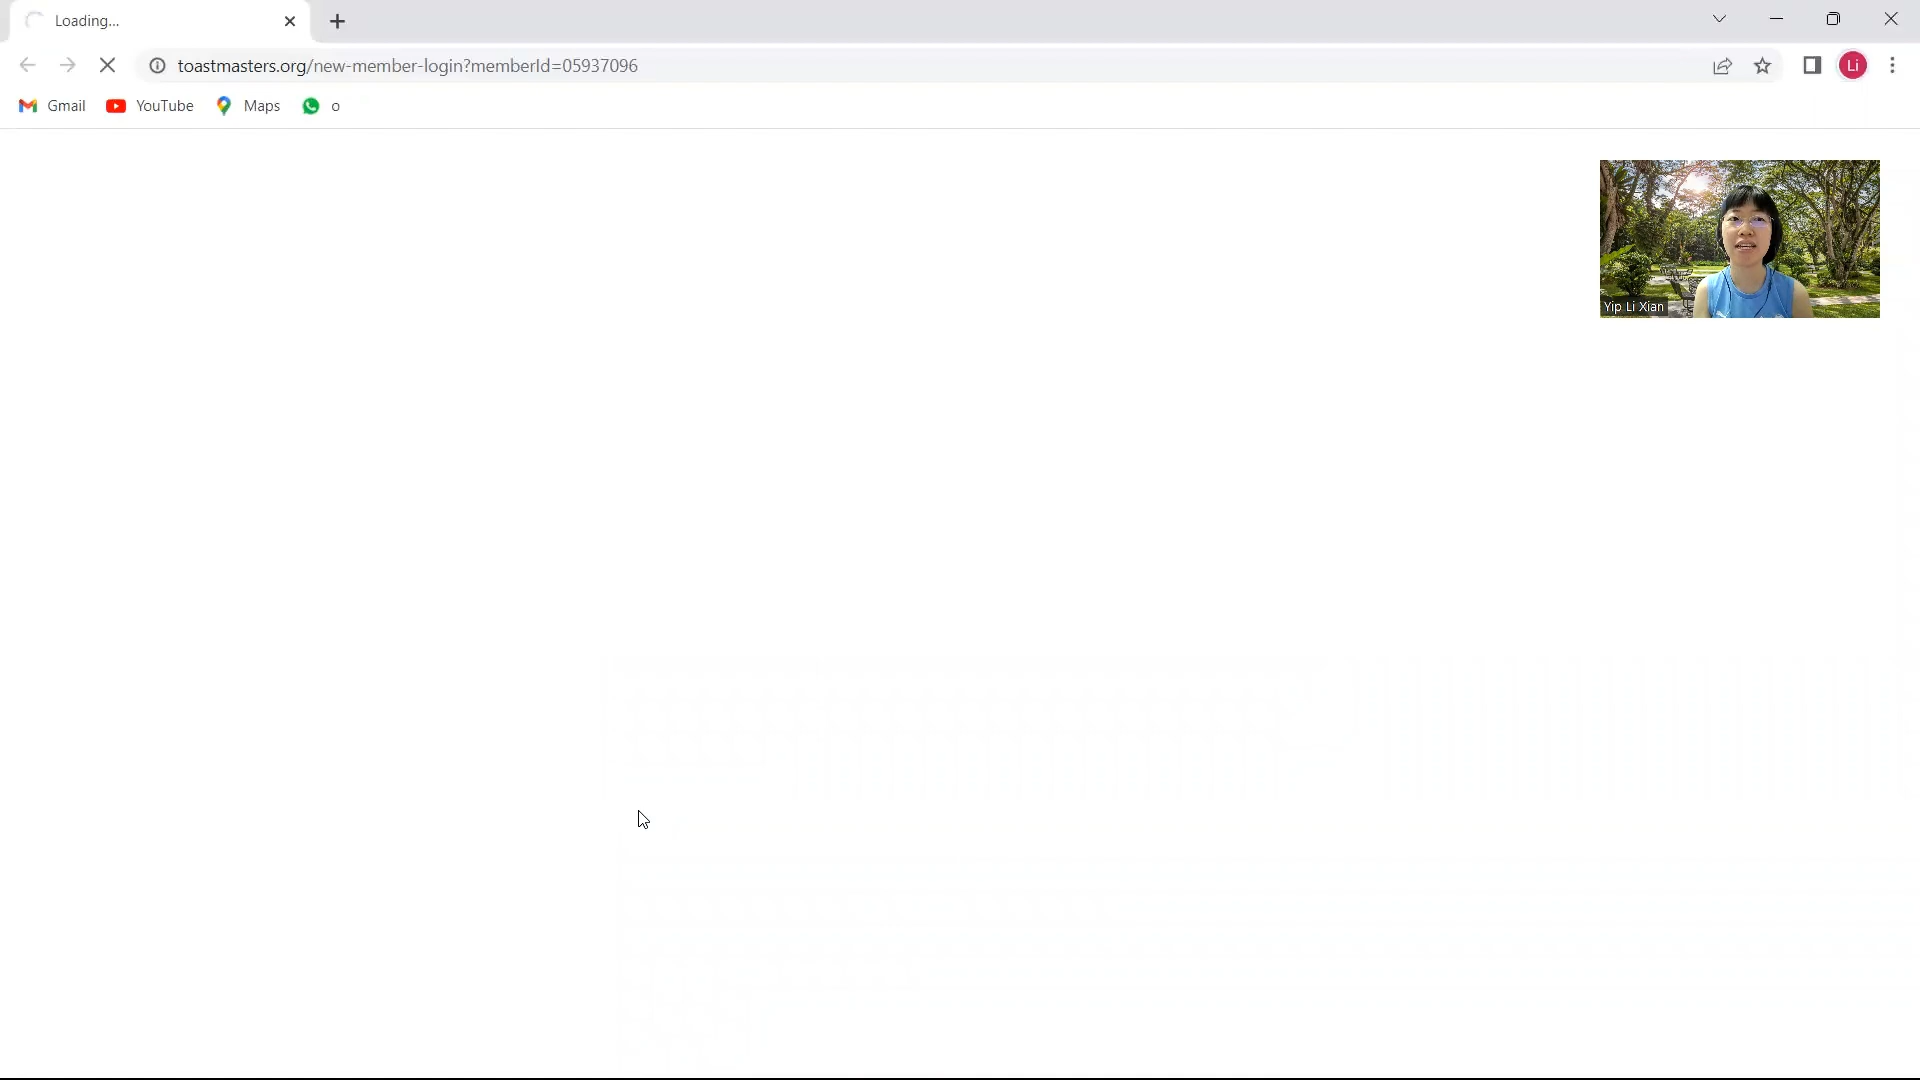 Loading...
toastmasters.org/new-member-login?memberId=05937096
Li
Gmail
YouTube
Maps
o
Yip Li Xian